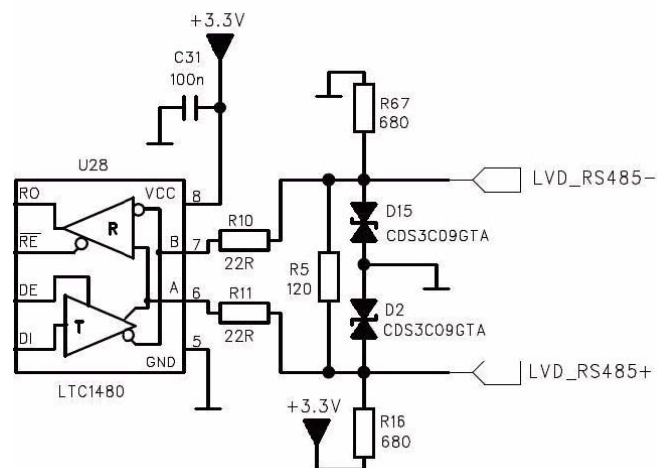 +3.3V
C31
100n
R67
680
U28
RO
VCC
8
LVD_RS485-
R
R10
D15
RE
B
7
CDS3C09GTA
22R
R5
120
DE
A
6
R11
D2
T
CDS3C09GTA
DI
22R
5
GND
LVD_RS485+
LTC1480
+3.3V
R16
680